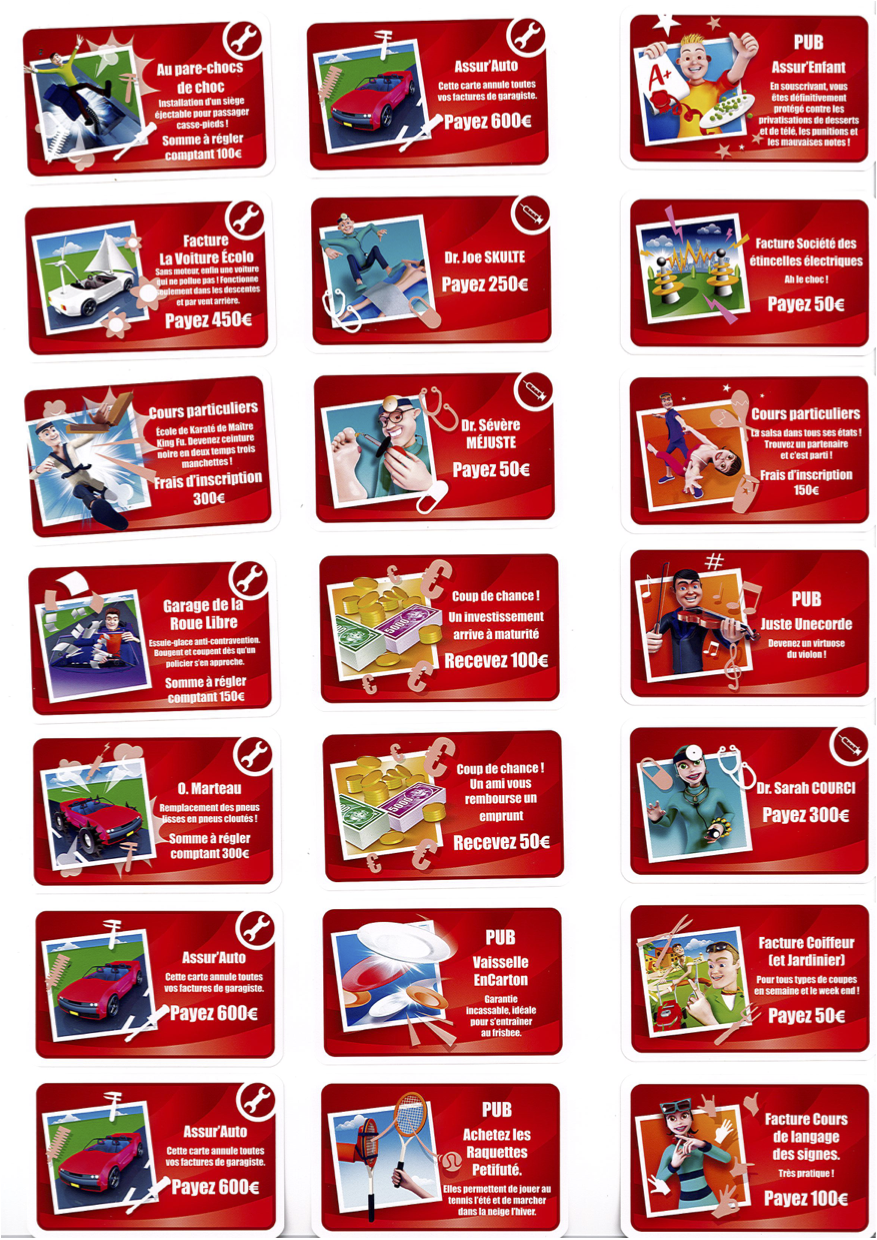 Au pare-chocs
de choc
Installation d'un siège
éjectable pour passager
casse-pieds !
Somme à régler
comptant 100€
Assur'Auto
Cette carte annule toutes
vos factures de garagiste.
Payez 600€
A+
PUB
Assur'Enfant
En souscrivant, vous
êtes définitivement
protégé contre les
privatisations de desserts
et de télé, les punitions et
les mauvaises notes !
Facture
La Voiture Écolo
Sans moteur, enfin une voiture
qui ne pollue pas ! Fonctionne
seulement dans les descentes
et par vent arrière.
Payez 450€
Dr. Joe SKULTE
Payez 250€
Facture Société des
étincelles électriques
Ah le choc !
Payez 50€
Cours particuliers
École de Karaté de Maître
King Fu. Devenez ceinture
noire en deux temps trois
manchettes !
Frais d'inscription
300€
Dr. Sévère
MÉJUSTE
Payez 50€
Cours particuliers
La salsa dans tous ses états !
Trouvez un partenaire
et c'est parti !
Frais d'inscription
150€
Garage de la
Roue Libre
Essuie-glace anti-contravention.
Bougent et coupent dès qu'un
policier s'en approche.
Somme à régler
comptant 150€
5000
Coup de chance !
Un investissement
arrive à maturité
Recevez 100€
PUB
Juste Unecorde
Devenez un virtuose
du violon !
O. Marteau
Remplacement des pneus
lisses en pneus cloutés !
Somme à régler
comptant 300€
5000
Coup de chance !
Un ami vous
rembourse un
emprunt
Recevez 50€
Dr. Sarah COURCI
Payez 300€
Assur'Auto
Cette carte annule toutes
vos factures de garagiste.
Payez 600€
PUB
Vaisselle
EnCarton
Garantie
incassable, idéale
pour s'entraîner
au frisbee.
Facture Coiffeur
(et Jardinier)
Pour tous types de coupes
en semaine et le week end !
Payez 50€
Assur'Auto
Cette carte annule toutes
vos factures de garagiste.
Payez 600€
PUB
Achetez les
Raquettes
Petifuté.
Elles permettent de jouer au
tennis l'été et de marcher
dans la neige l'hiver.
Facture Cours
de langage
des signes.
Très pratique !
Payez 100€